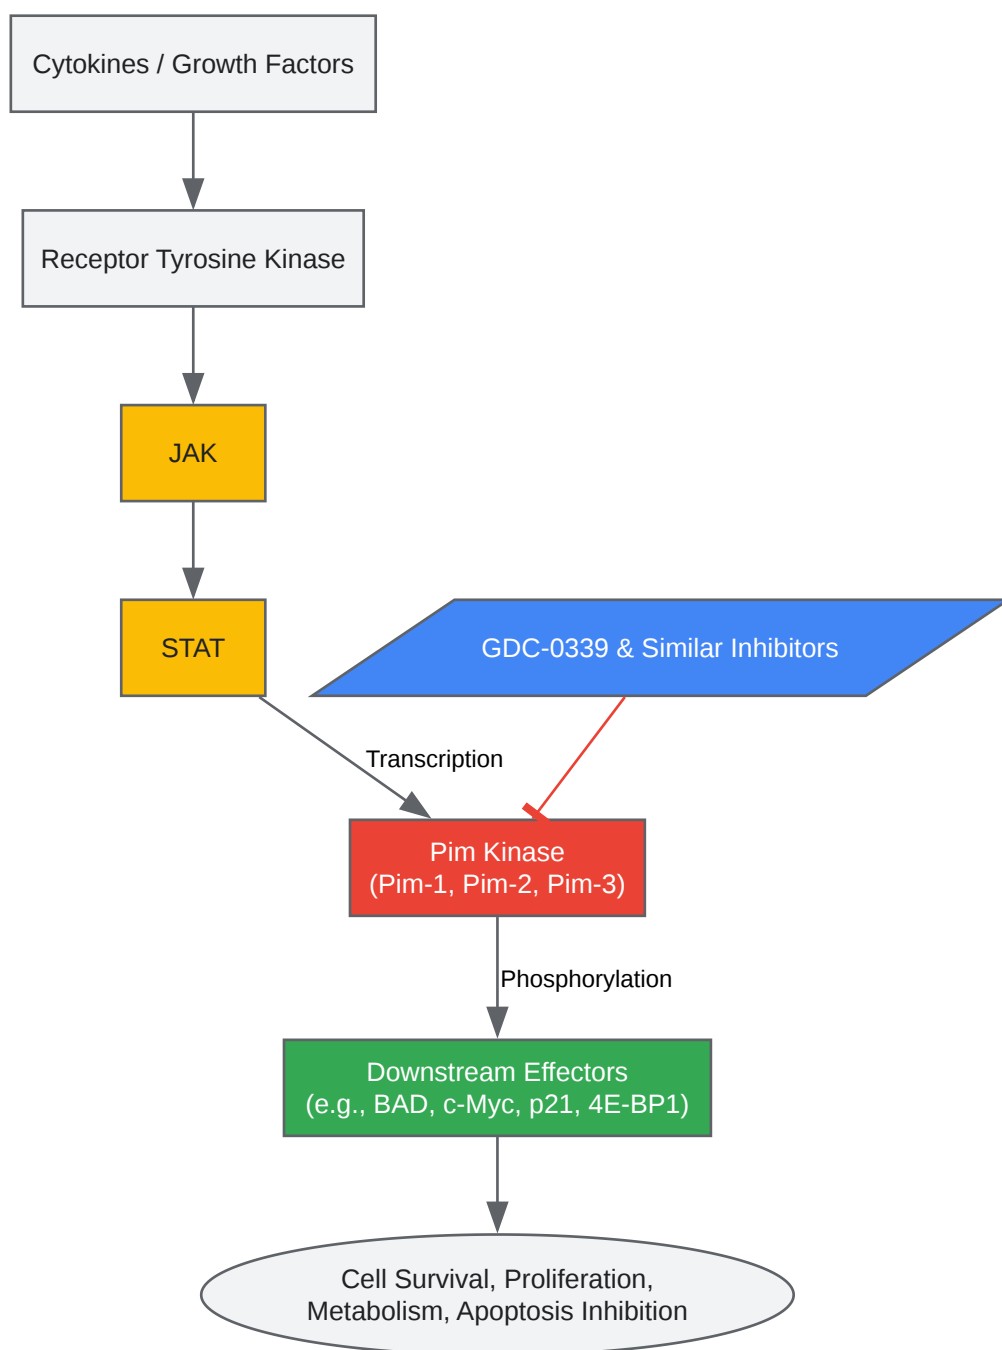 Cytokines / Growth Factors
Receptor Tyrosine Kinase
JAK
STAT
GDC-0339 & Similar Inhibitors
Transcription
Pim Kinase
(Pim-1, Pim-2, Pim-3)
Phosphorylation
Downstream Effectors
(e.g., BAD, c-Myc, p21, 4E-BP1)
Cell Survival, Proliferation,
Metabolism, Apoptosis Inhibition